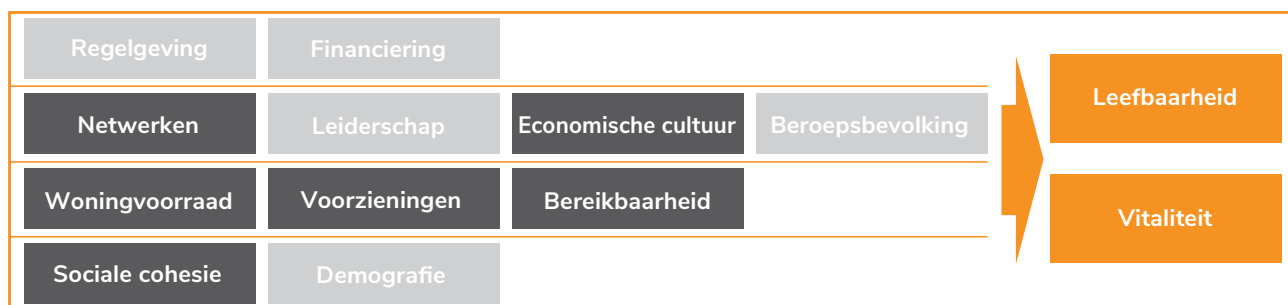 Regelgeving
Financiering
Netwerken
Leiderschap
Economische cultuur
Beroepsbevolking
Woningvoorraad
Voorzieningen
Bereikbaarheid
Sociale cohesie
Demografie
Leefbaarheid
Vitaliteit